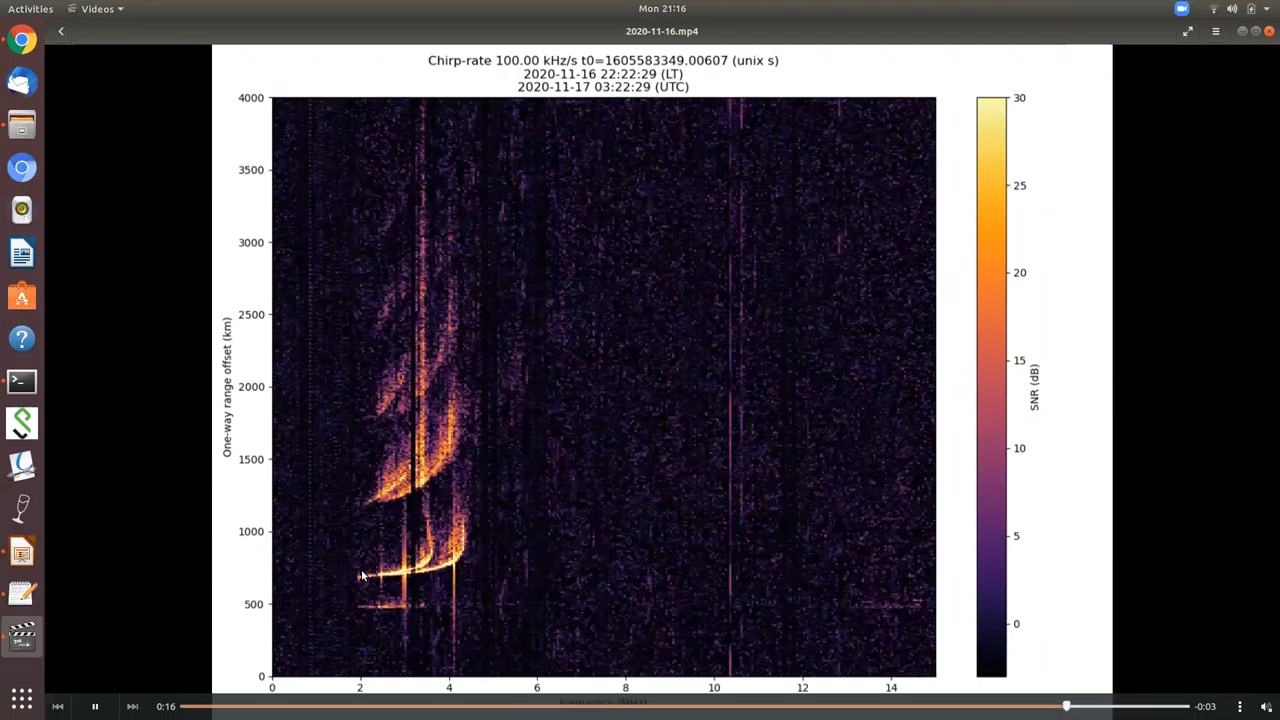 Activities Videos Mon 21:16
2020-11-16.mp4
Chirp-rate 100.00 kHz/s t0=1605583349.00607 (unix s)
2020-11-16 22:22:29 (LT)
2020-11-17 03:22:29 (UTC)
4000
3500
3000
2500
2000
1500
1000
500
0
One-way range offset (km)
0 2 4 6 8 10 12 14
30
25
20
15
10
5
0
SNR (dB)
0:16 -0:03